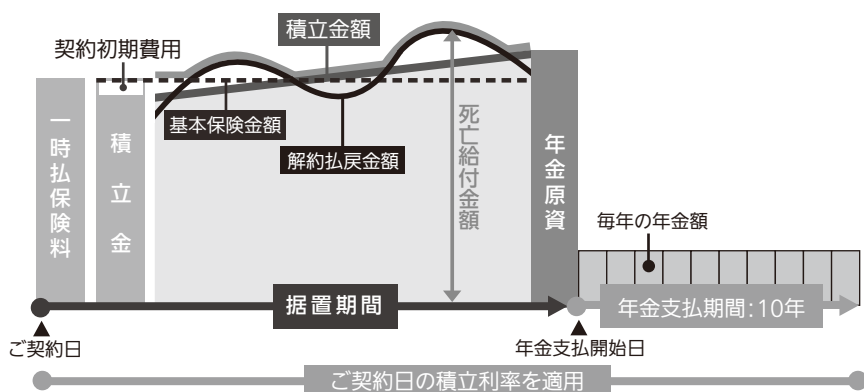 契約初期費用
積立金額
基本保険金額
解約払戻金額
一時払保険料
積立金
死亡給付金額
年金原資
毎年の年金額
据置期間
年金支払期間:10年
ご契約日
年金支払開始日
ご契約日の積立利率を適用